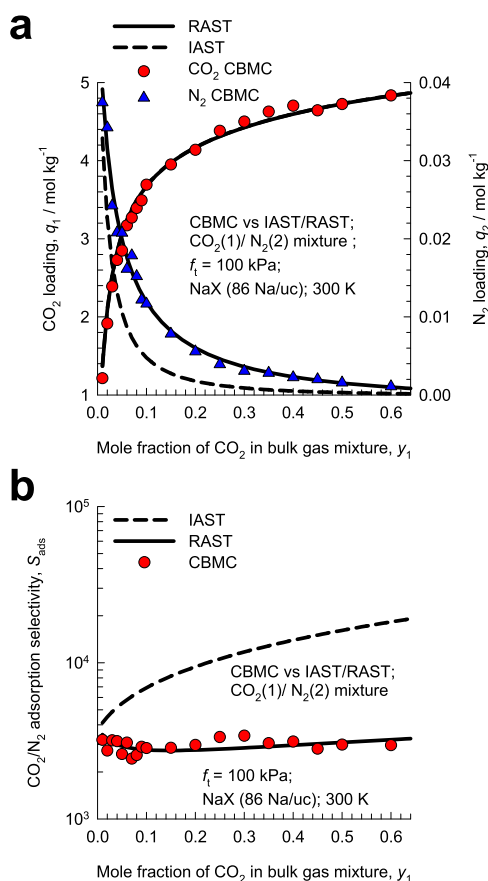 a
RAST
IAST
CO₂ CBMC
N₂ CBMC
5
4
3
2
1
0.04
0.03
0.02
0.01
0.00
CO₂ loading, q₁ / mol kg⁻¹
N₂ loading, q₂ / mol kg⁻¹
CBMC vs IAST/RAST;
CO₂(1)/ N₂(2) mixture ;
fₜ = 100 kPa;
NaX (86 Na/uc); 300 K
0.0 0.1 0.2 0.3 0.4 0.5 0.6
Mole fraction of CO₂ in bulk gas mixture, y₁
b
IAST
RAST
CBMC
10⁵
10⁴
10³
CO₂/N₂ adsorption selectivity, S_ads
CBMC vs IAST/RAST;
CO₂(1)/ N₂(2) mixture
fₜ = 100 kPa;
NaX (86 Na/uc); 300 K
0.0 0.1 0.2 0.3 0.4 0.5 0.6
Mole fraction of CO₂ in bulk gas mixture, y₁